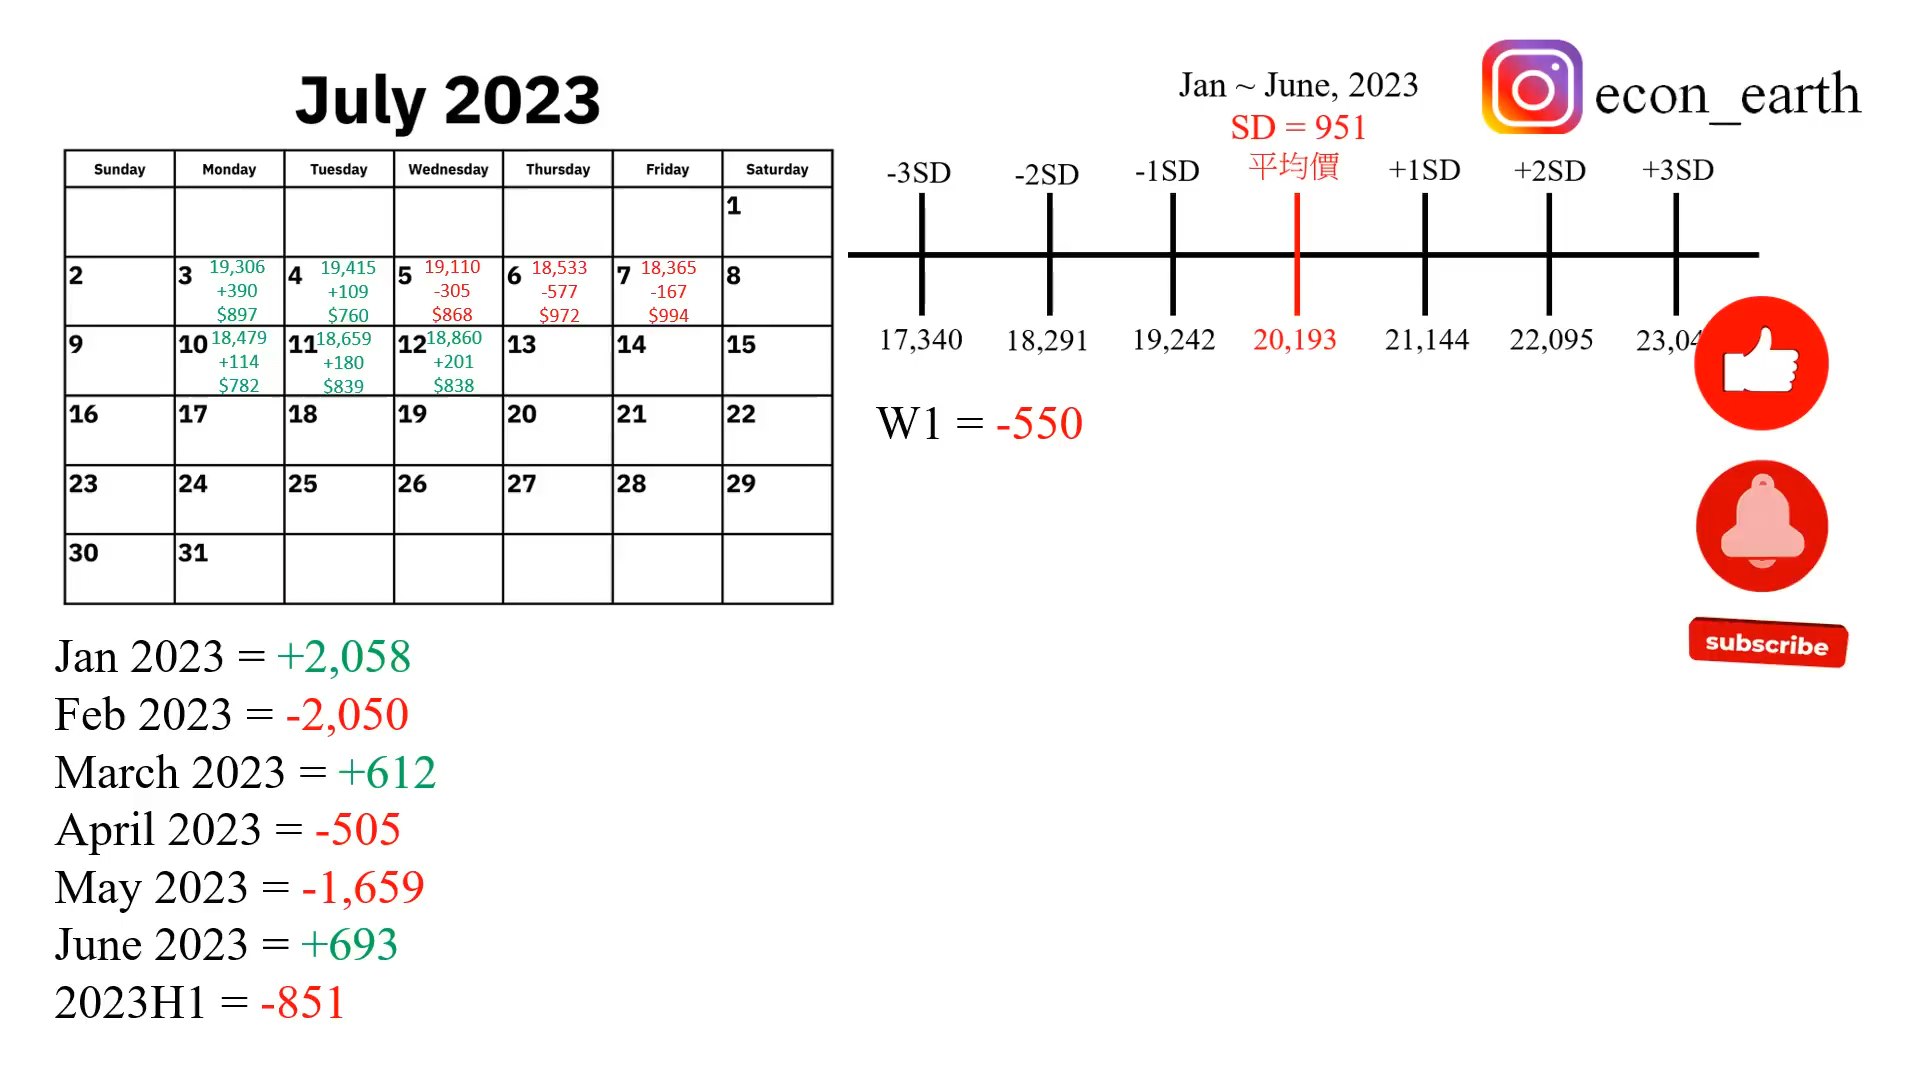 July 2023
Sunday Monday Tuesday Wednesday Thursday Friday Saturday
1
2 3 4 5 6 7 8
19,306 19,415 19,110 18,533 18,365
+390 +109 -305 -577 -167
$897 $760 $868 $972 $994
9 10 11 12 13 14 15
18,479 18,659 18,860
+114 +180 +201
$782 $839 $838
16 17 18 19 20 21 22
23 24 25 26 27 28 29
30 31
Jan 2023 = +2,058
Feb 2023 = -2,050
March 2023 = +612
April 2023 = -505
May 2023 = -1,659
June 2023 = +693
2023H1 = -851
Jan ~ June, 2023
SD = 951
-3SD -2SD -1SD 平均價 +1SD +2SD +3SD
17,340 18,291 19,242 20,193 21,144 22,095
W1 = -550
econ_earth
subscribe